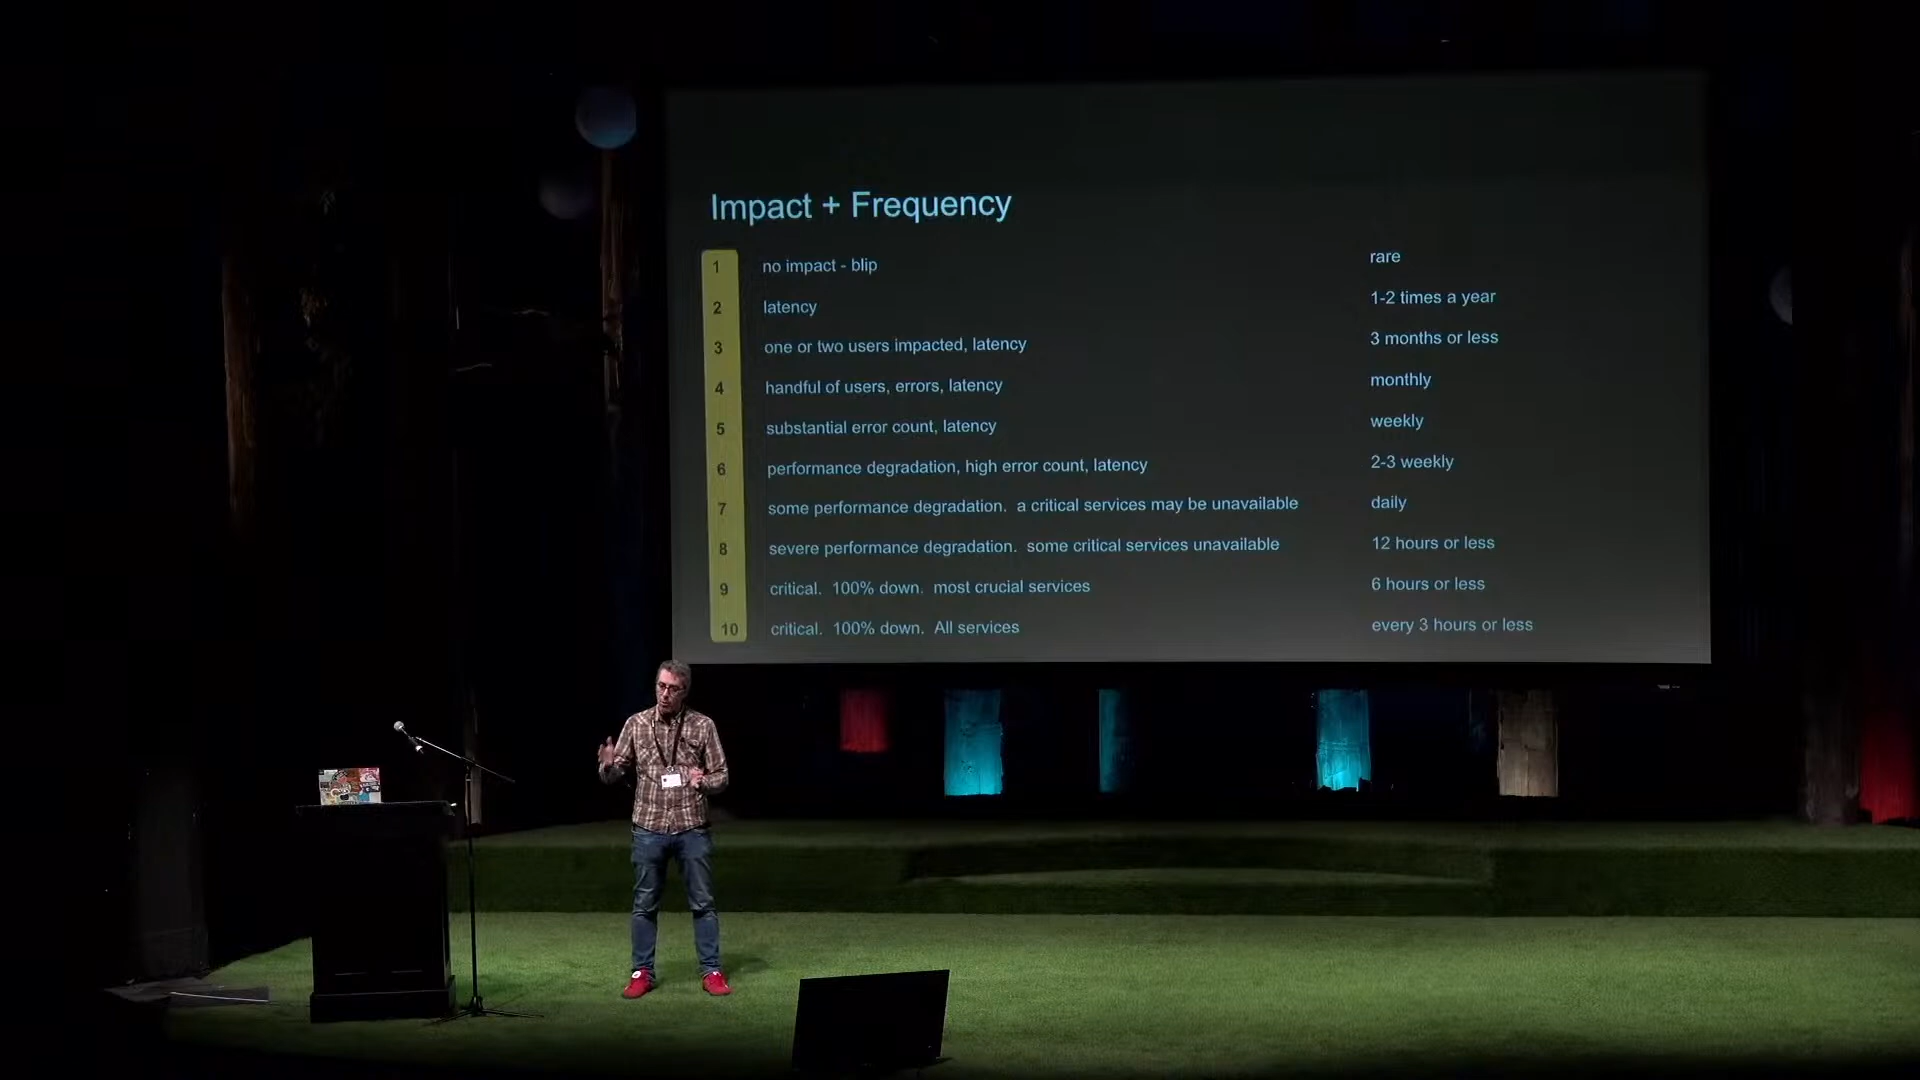 Impact + Frequency
1 no impact - blip rare
2 latency 1-2 times a year
3 one or two users impacted, latency 3 months or less
4 handful of users, errors, latency monthly
5 substantial error count, latency weekly
6 performance degradation, high error count, latency 2-3 weekly
7 some performance degradation. a critical services may be unavailable daily
8 severe performance degradation. some critical services unavailable 12 hours or less
9 critical. 100% down. most crucial services 6 hours or less
10 critical. 100% down. All services every 3 hours or less